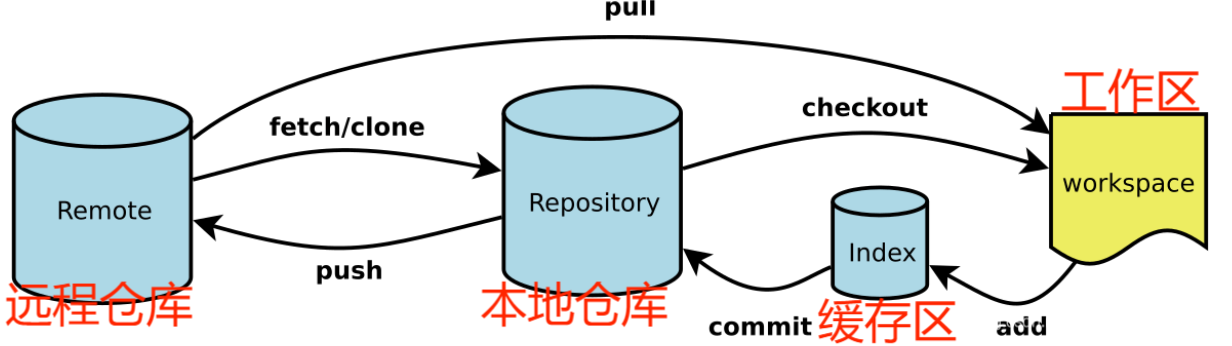 pull
工作区
checkout
fetch/clone
workspace
Remote
Repository
Index
push
远程仓库
本地仓库
commit
缓存区
add